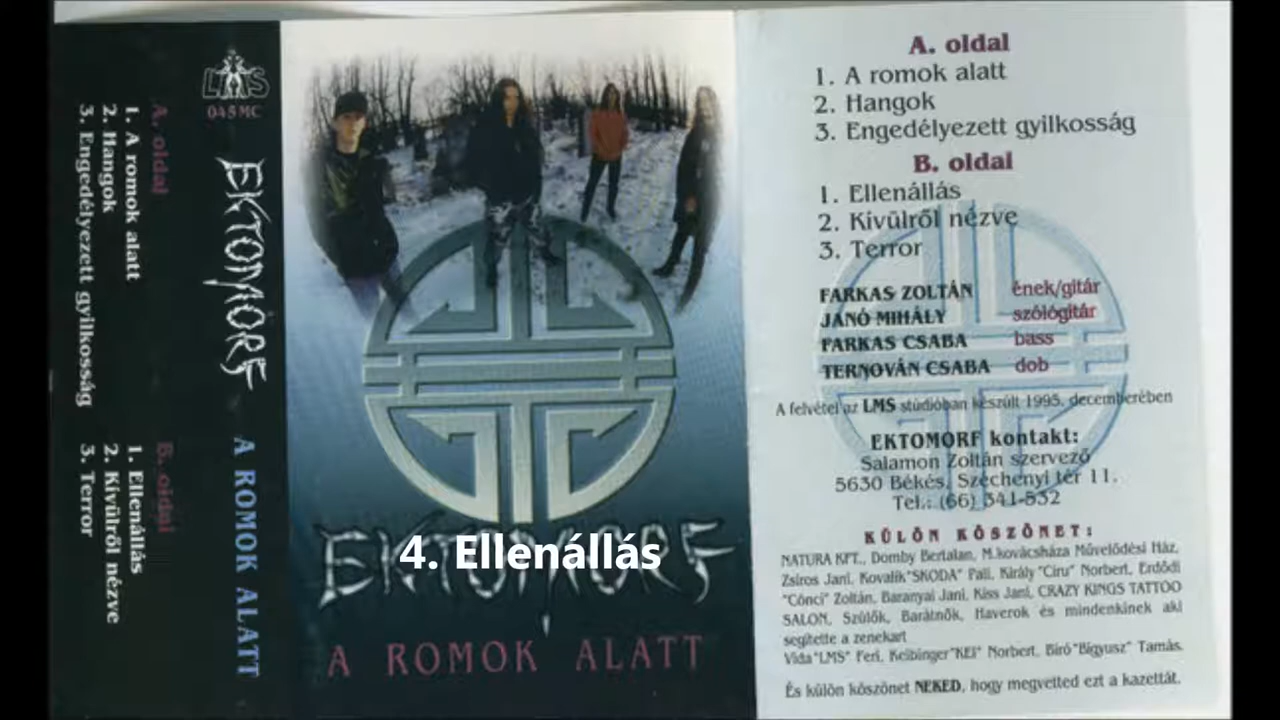 LMS
045 MC
A. oldal
1. A romok alatt
2. Hangok
3. Engedélyezett gyilkosság
B. oldal
1. Ellenállás
2. Kívülről nézve
3. Terror
EKTOMORF
A ROMOK ALATT
EKTOMORF
4. Ellenállás
A ROMOK ALATT
A. oldal
1. A romok alatt
2. Hangok
3. Engedélyezett gyilkosság
B. oldal
1. Ellenállás
2. Kívülről nézve
3. Terror
FARKAS ZOLTÁN ének/gitár
JÁNÓ MIHÁLY szólógitár
FARKAS CSABA bass
TERNOVÁN CSABA dob
A felvétel az LMS stúdióban készült 1995. decemberében
EKTOMORF kontakt:
Salamon Zoltán szervező
5630 Békés, Széchenyi tér 11.
Tel.: (66) 341-532
KÜLÖN KÖSZÖNET:
NATURA KFT., Domby Bertalan, M.kovácsháza Művelődési Ház,
Zsíros Jani, Kovalik "SKODA" Pali, Király "Ciru" Norbert, Erdődi
"Cönci" Zoltán, Baranyai Jani, Kiss Jani, CRAZY KINGS TATTOO
SALON, Szülők, Barátnők, Haverok és mindenkinek aki
segítette a zenekart
Vida "LMS" Feri, Keibinger "KEI" Norbert, Bíró "Bigyusz" Tamás.
És külön köszönet NEKED, hogy megvetted ezt a kazettát.